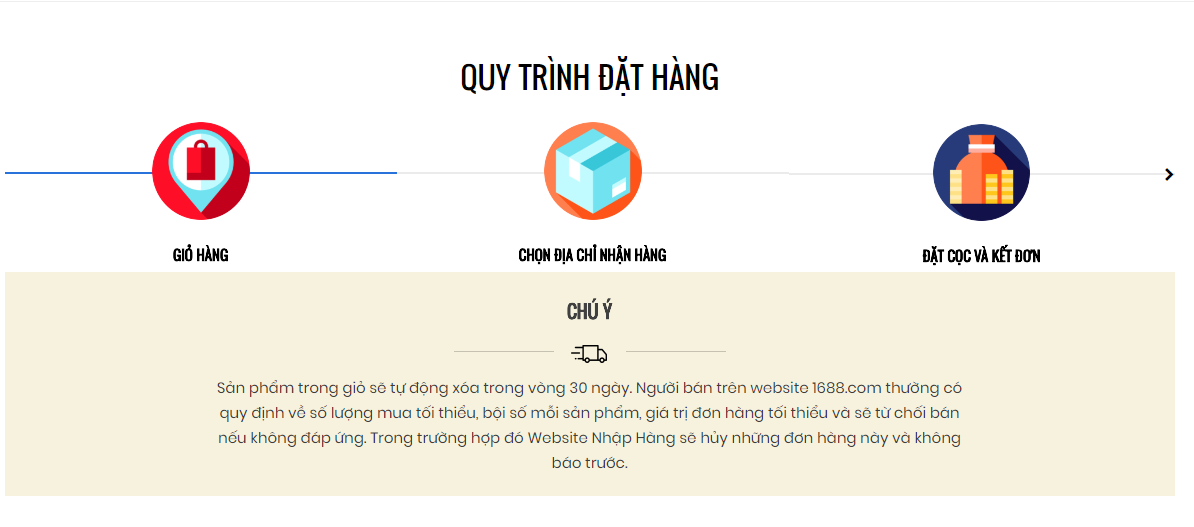 QUY TRÌNH ĐẶT HÀNG
GIỎ HÀNG
CHỌN ĐỊA CHỈ NHẬN HÀNG
ĐẶT CỌC VÀ KẾT ĐƠN
CHÚ Ý
Sản phẩm trong giỏ sẽ tự động xóa trong vòng 30 ngày. Người bán trên website 1688.com thường có
quy định về số lượng mua tối thiểu, bội số mỗi sản phẩm, giá trị đơn hàng tối thiểu và sẽ từ chối bán
nếu không đáp ứng. Trong trường hợp đó Website Nhập Hàng sẽ hủy những đơn hàng này và không
báo trước.